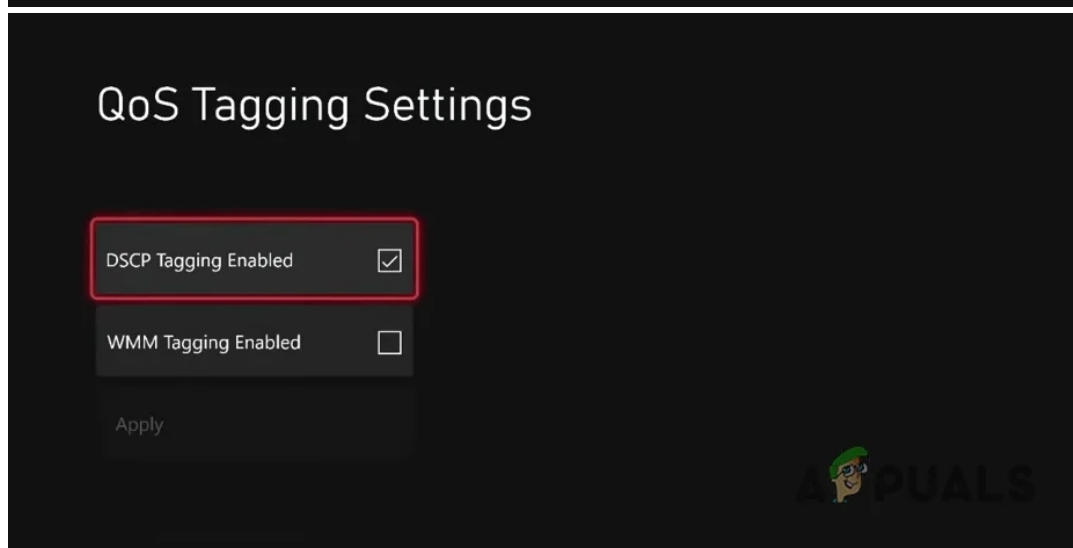 QoS Tagging Settings
DSCP Tagging Enabled
WMM Tagging Enabled
Apply
APPUALS